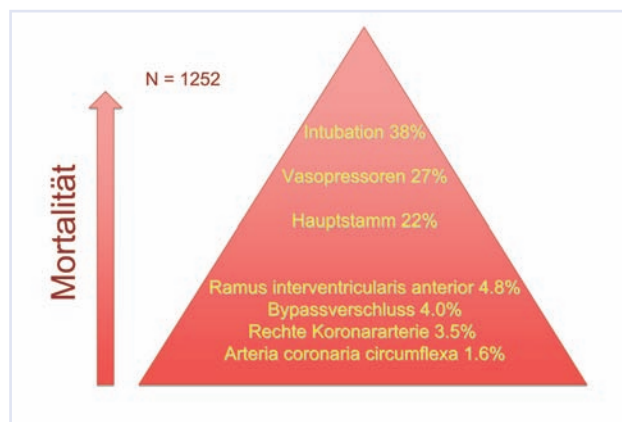 N = 1252
Mortalität
Intubation 38%
Vasopressoren 27%
Hauptstamm 22%
Ramus interventricularis anterior 4.8%
Bypassverschluss 4.0%
Rechte Koronararterie 3.5%
Arteria coronaria circumflexa 1.6%